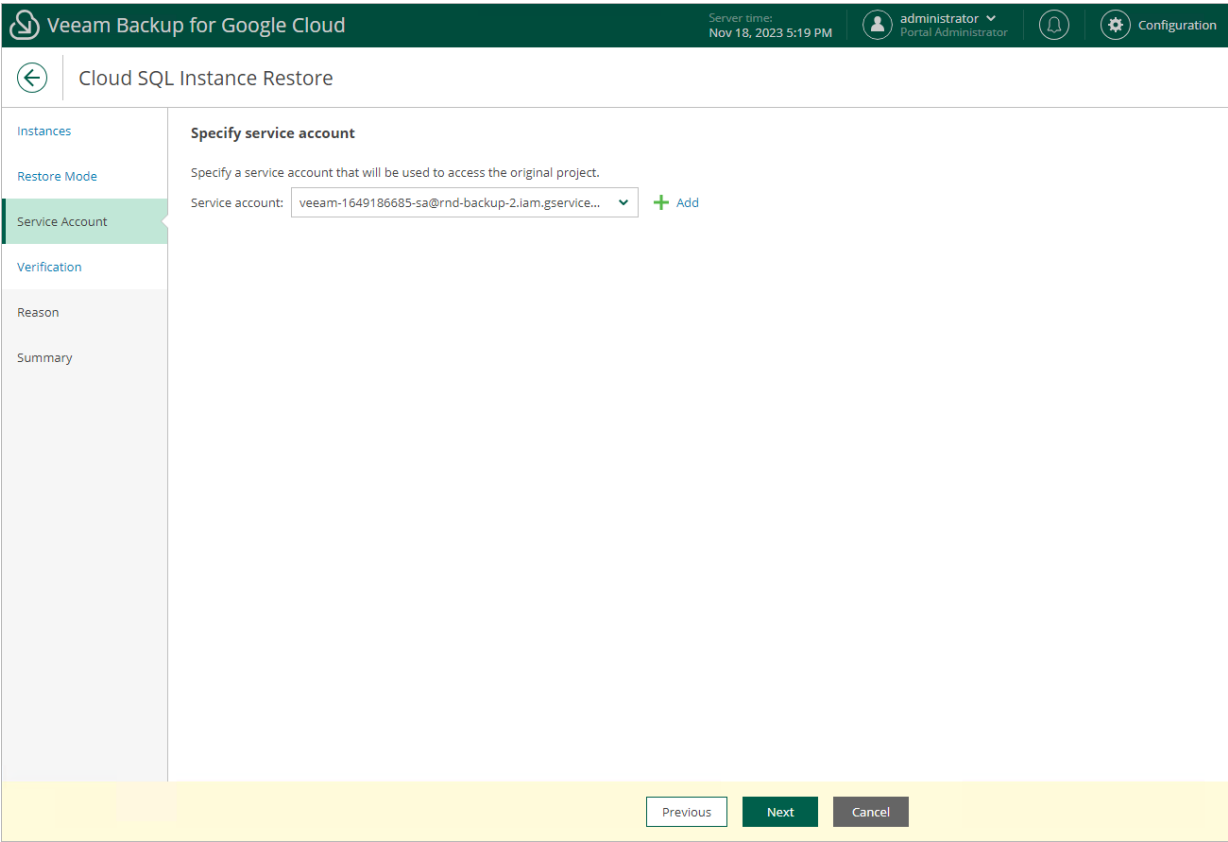 Veeam Backup for Google Cloud
Server time:
Nov 18, 2023 5:19 PM
administrator
Portal Administrator
Configuration
Cloud SQL Instance Restore
Instances
Restore Mode
Service Account
Verification
Reason
Summary
Specify service account
Specify a service account that will be used to access the original project.
Service account: veeam-1649186685-sa@rnd-backup-2.iam.gservice... Add
Previous Next Cancel